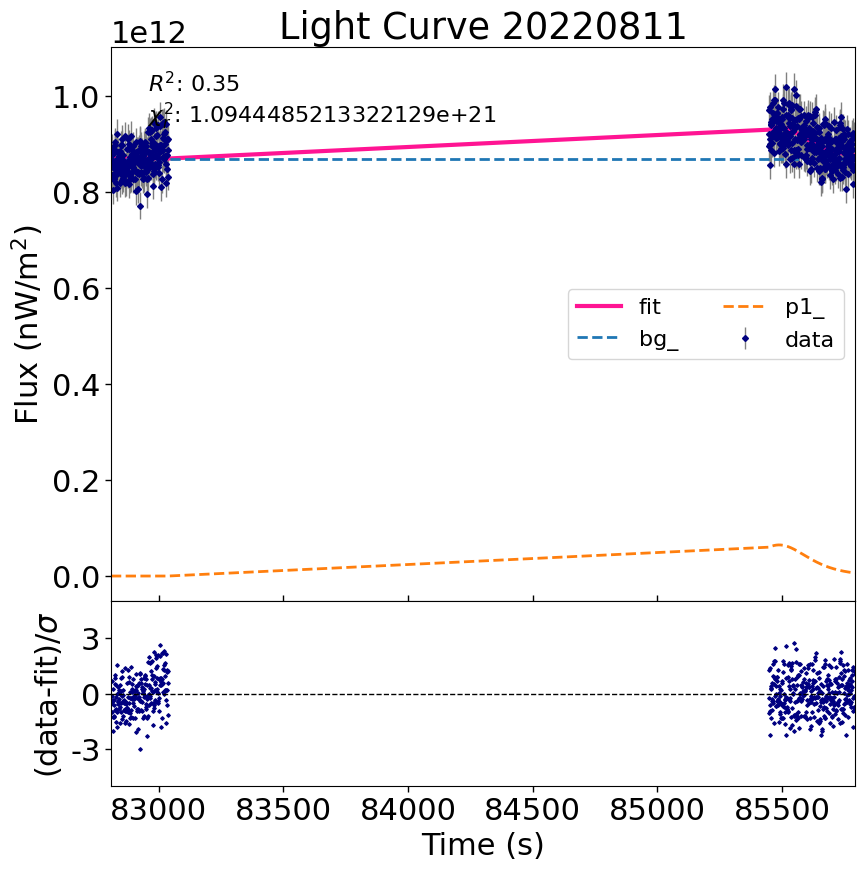 Light Curve 20220811
1e12
R²: 0.35
χ²: 1.0944485213322129e+21
1.0
0.8
0.6
0.4
0.2
0.0
Flux (nW/m²)
fit
bg_
p1_
data
3
0
-3
(data-fit)/σ
83000 83500 84000 84500 85000 85500
Time (s)